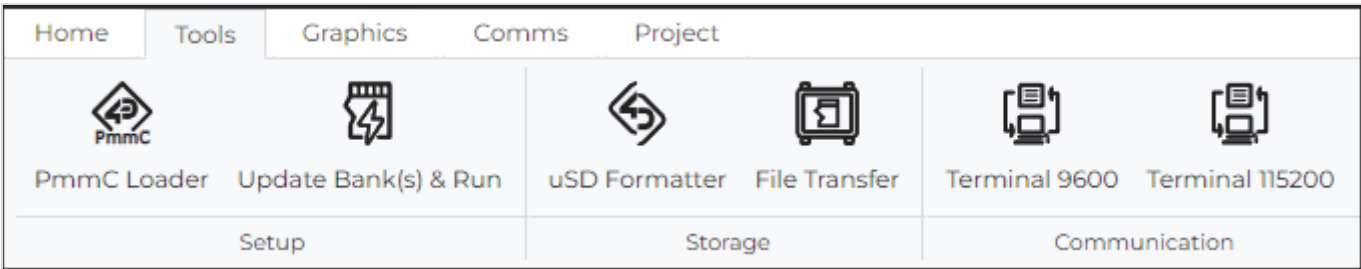 Home Tools Graphics Comms Project
PmmC
PmmC Loader Update Bank(s) & Run uSD Formatter File Transfer Terminal 9600 Terminal 115200
Setup Storage Communication